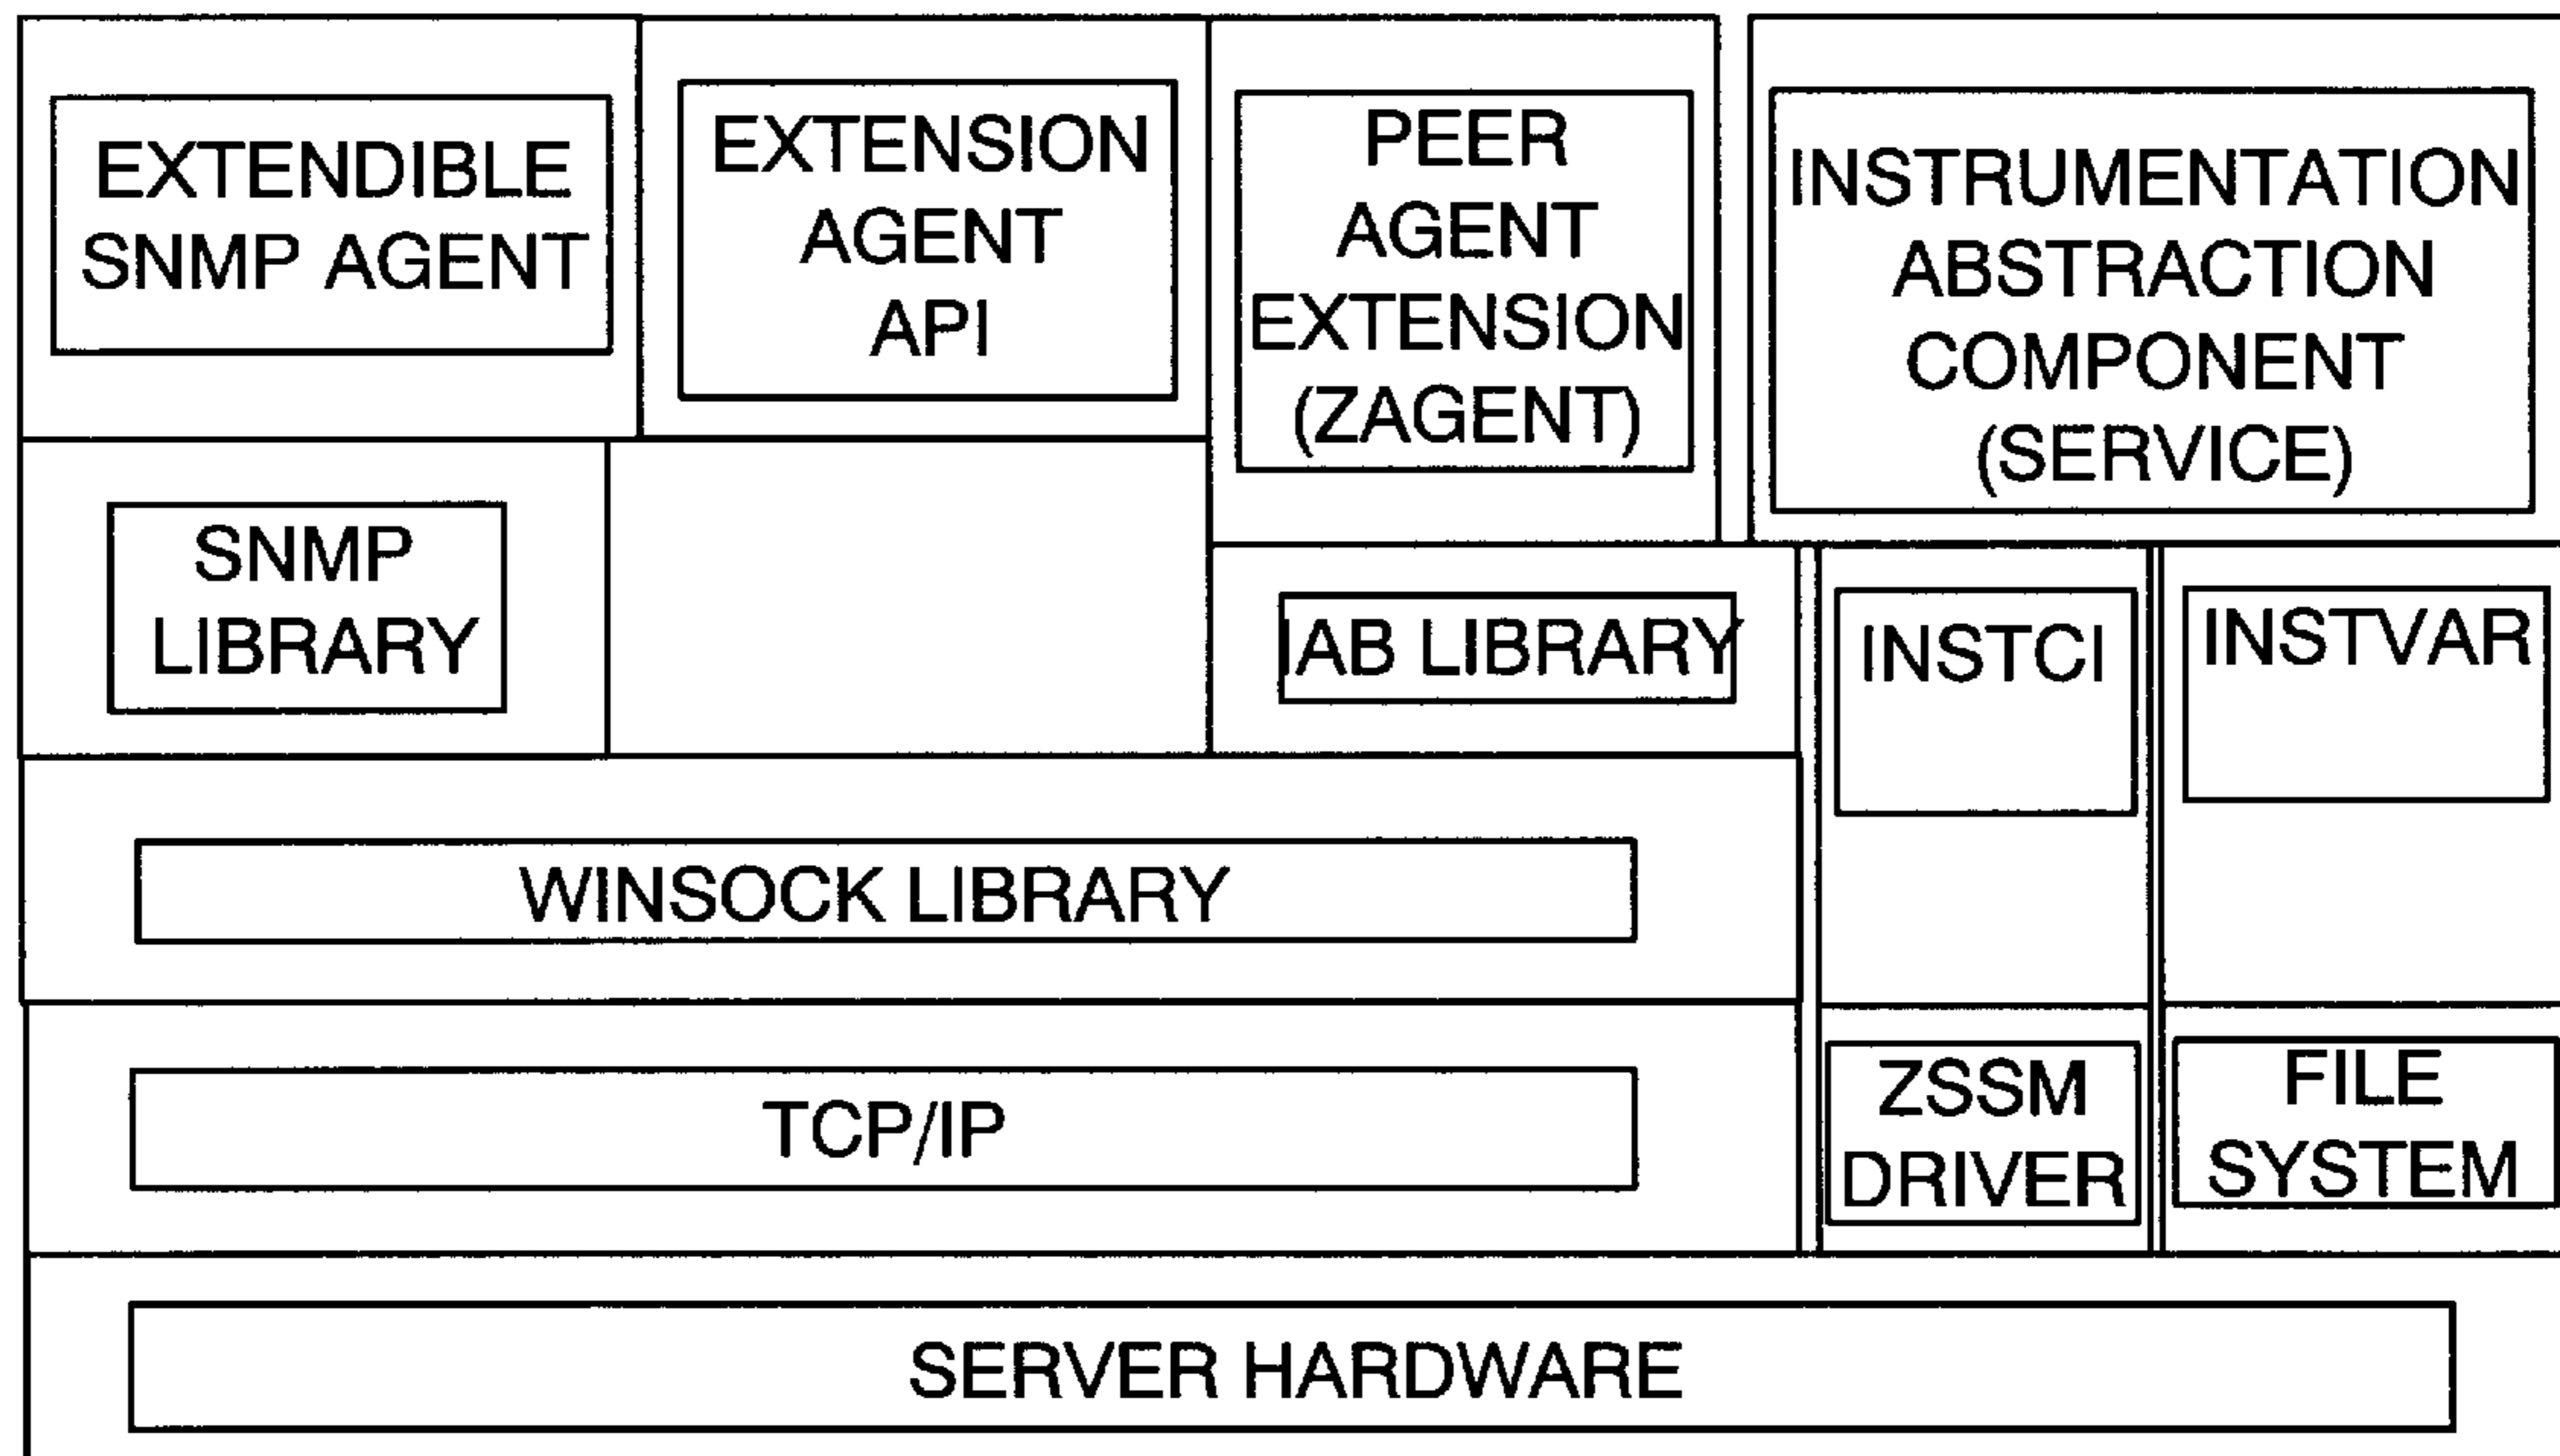 EXTENDIBLE
SNMP AGENT
EXTENSION
AGENT
API
PEER
AGENT
EXTENSION
(ZAGENT)
INSTRUMENTATION
ABSTRACTION
COMPONENT
(SERVICE)
SNMP
LIBRARY
IAB LIBRARY
INSTCI
INSTVAR
WINSOCK LIBRARY
TCP/IP
ZSSM
DRIVER
FILE
SYSTEM
SERVER HARDWARE